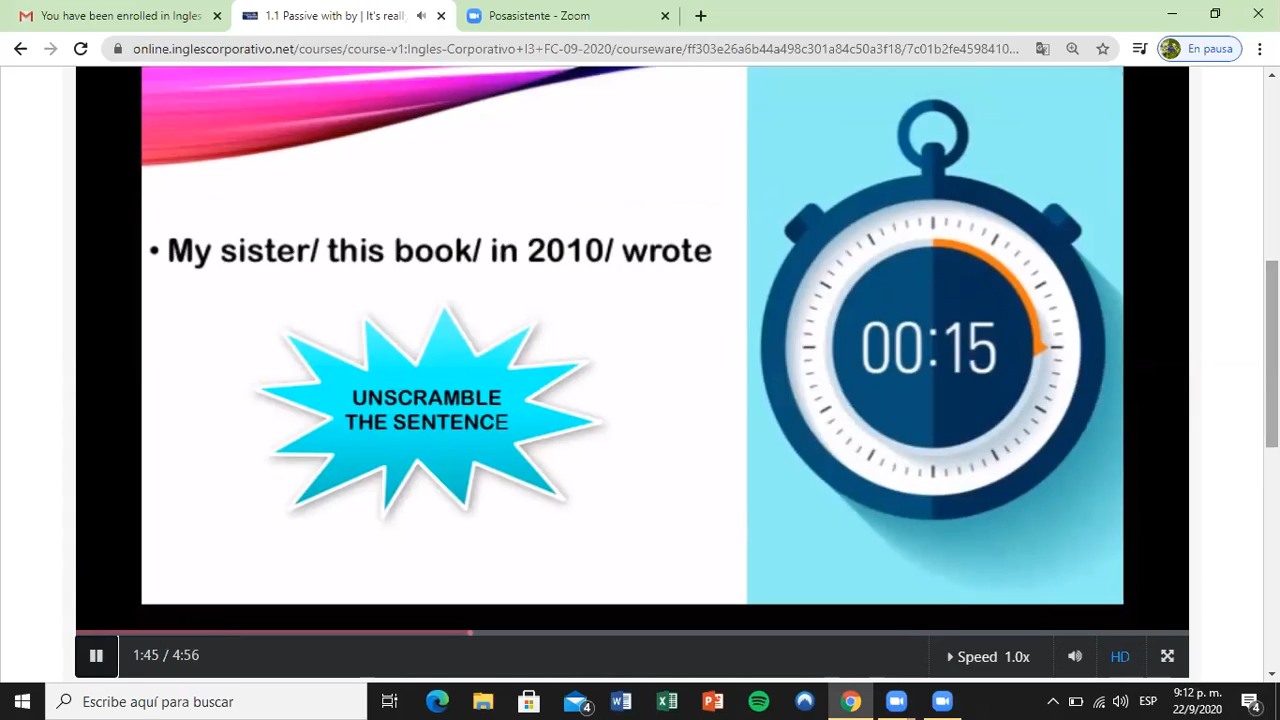 You have been enrolled in Ingles
1.1 Passive with by | It's reall
Posasistente - Zoom
online.inglescorporativo.net/courses/course-v1:Ingles-Corporativo+I3+FC-09-2020/courseware/ff303e26a6b44a498c301a84c50a3f18/7c01b2fe4598410...
En pausa
• My sister/ this book/ in 2010/ wrote
UNSCRAMBLE
THE SENTENCE
00:15
1:45 / 4:56
Speed 1.0x
HD
Escribe aquí para buscar
4
ESP
9:12 p. m.
22/9/2020
4